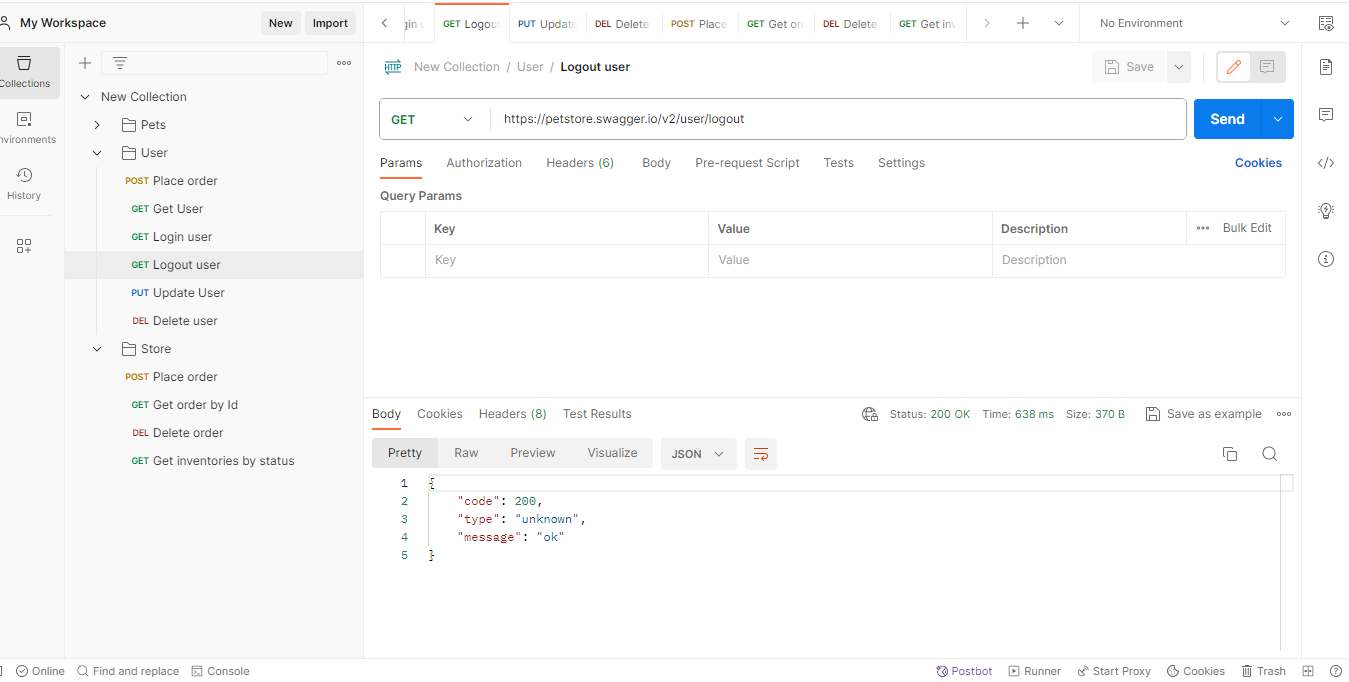 My Workspace
New
Import
GET Logou
PUT Update
DEL Delete
POST Place
GET Get or
DEL Delete
GET Get inv
No Environment
Collections
nvironments
History
New Collection
Pets
User
POST Place order
GET Get User
GET Login user
GET Logout user
PUT Update User
DEL Delete user
Store
POST Place order
GET Get order by Id
DEL Delete order
GET Get inventories by status
HTTP New Collection / User / Logout user
Save
GET https://petstore.swagger.io/v2/user/logout
Send
Params Authorization Headers (6) Body Pre-request Script Tests Settings Cookies
Query Params
Key Value Description Bulk Edit
Key Value Description
Body Cookies Headers (8) Test Results Status: 200 OK Time: 638 ms Size: 370 B Save as example
Pretty Raw Preview Visualize JSON
1 {
2 "code": 200,
3 "type": "unknown",
4 "message": "ok"
5 }
Online Find and replace Console Postbot Runner Start Proxy Cookies Trash